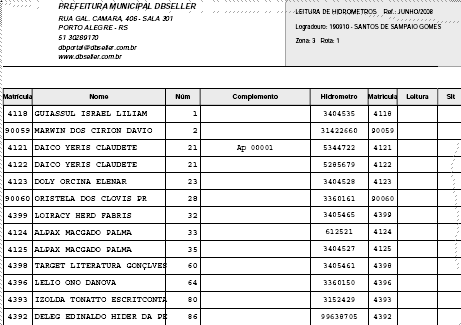 PREFEITURA MUNICIPAL DBSELLER
RUA GAL. CAMARA, 406 - SALA 301
PORTO ALEGRE - RS
51 30289170
dbportal@dbseller.com.br
www.dbseller.com.br
LEITURA DE HIDROMETROS Ref.: JUNHO/2008
Logradouro: 190910 - SANTOS DE SAMPAIO GOMES
Zona: 3 Rota: 1
Matrícula Nome Núm Complemento Hidrometro Matrícula Leitura Sit
4118 GUIASSUL ISRAEL LILIAM 1 3404535 4118
90059 MARWIN DOS CIRION DAVIO 2 31422660 90059
4121 DAICO YERIS CLAUDETE 21 Ap 00001 5344722 4121
4122 DAICO YERIS CLAUDETE 21 5285679 4122
4123 DOLY ORCINA ELENAR 23 3404528 4123
90060 ORISTELA DOS CLOVIS PR 28 3360161 90060
4399 LOIRACY HERD FABRIS 32 3405465 4399
4124 ALPAX MACGADO PALMA 33 612521 4124
4125 ALPAX MACGADO PALMA 35 3404527 4125
4398 TARGET LITERATURA GONÇLVES 60 3405461 4398
4396 LELIO ONO DANOVA 64 3360150 4396
4393 IZOLDA TONATTO ESCRITCONTA 80 3152429 4393
4392 DELEG EDINALDO HIDER DA PE 86 99638705 4392